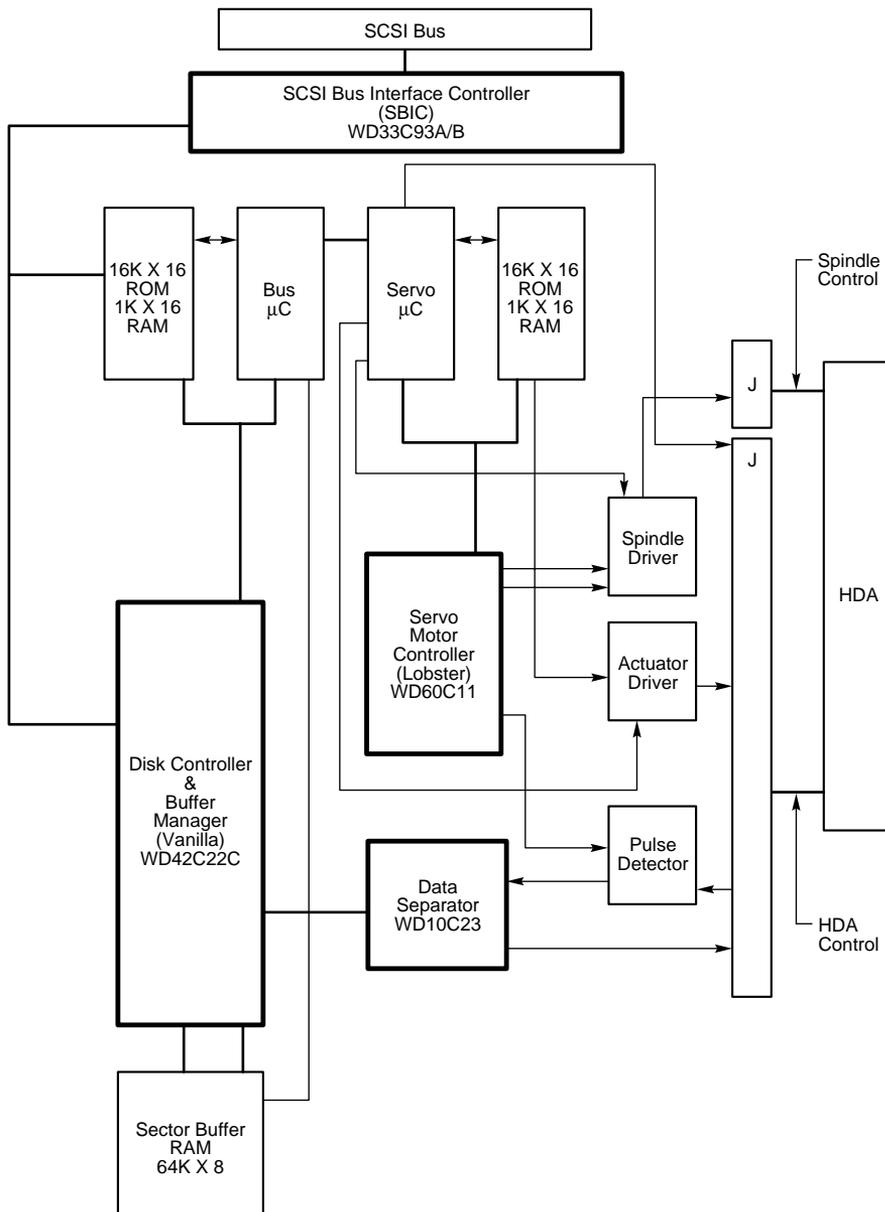 SCSI Bus
SCSI Bus Interface Controller
(SBIC)
WD33C93A/B
16K X 16
ROM
1K X 16
RAM
Bus
μC
Servo
μC
16K X 16
ROM
1K X 16
RAM
Spindle
Control
J
J
HDA
Spindle
Driver
Servo
Motor
Controller
(Lobster)
WD60C11
Actuator
Driver
Disk Controller
&
Buffer
Manager
(Vanilla)
WD42C22C
Pulse
Detector
Data
Separator
WD10C23
HDA
Control
Sector Buffer
RAM
64K X 8